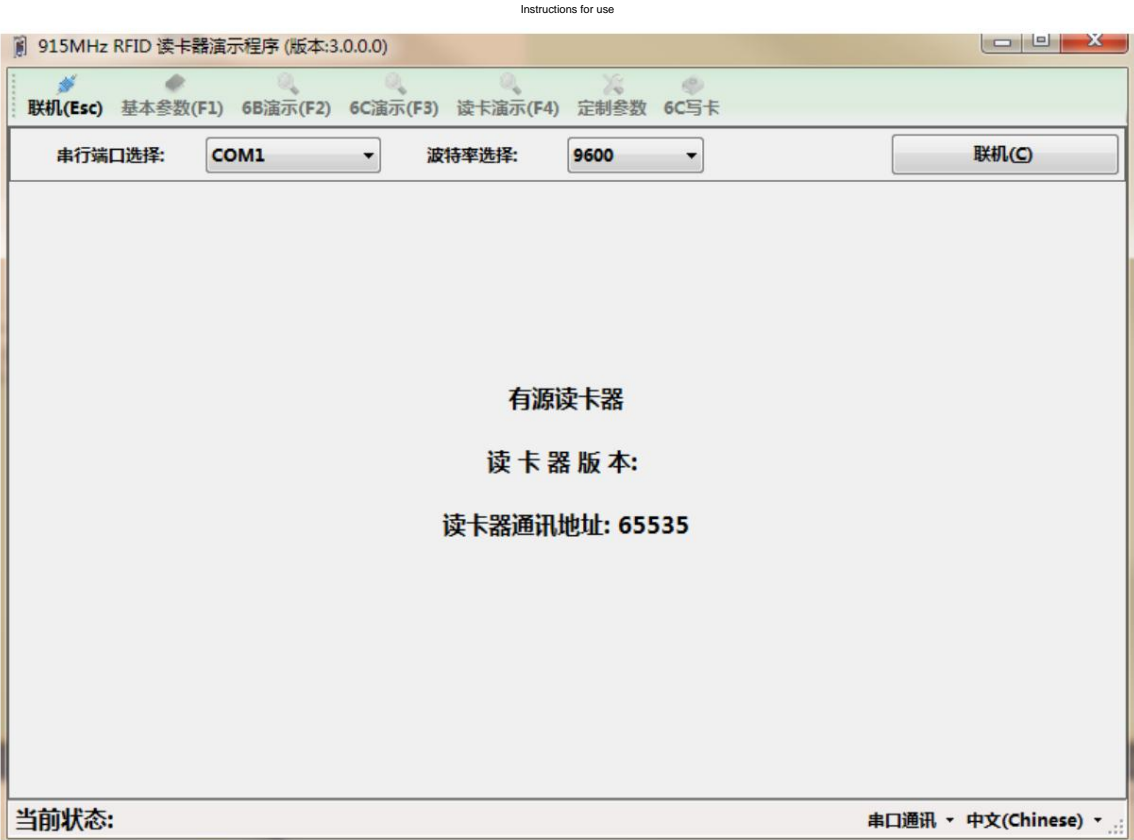 Instructions for use
915MHz RFID 读卡器演示程序 (版本:3.0.0.0)
联机(Esc) 基本参数(F1) 6B演示(F2) 6C演示(F3) 读卡演示(F4) 定制参数 6C写卡
串行端口选择: COM1 波特率选择: 9600 联机(C)
有源读卡器
读 卡 器 版 本:
读卡器通讯地址: 65535
当前状态: 串口通讯 中文(Chinese)